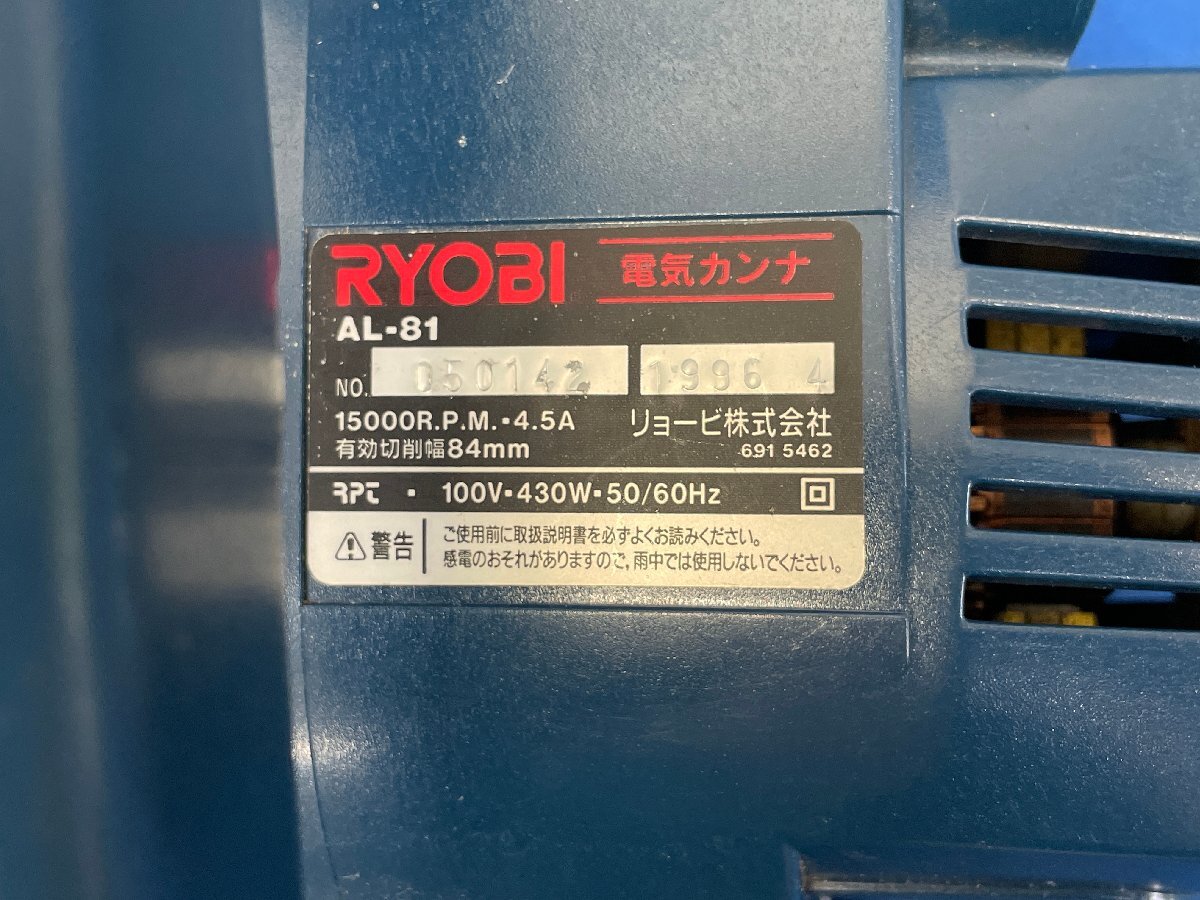 RYOBI 電気カンナ
AL-81
NO. 050142 1996 4
15000R.P.M.・4.5A リョービ株式会社
有効切削幅84mm 691 5462
RPC ・ 100V・430W・50/60Hz
警告 ご使用前に取扱説明書を必ずよくお読みください。
感電のおそれがありますので、雨中では使用しないでください。